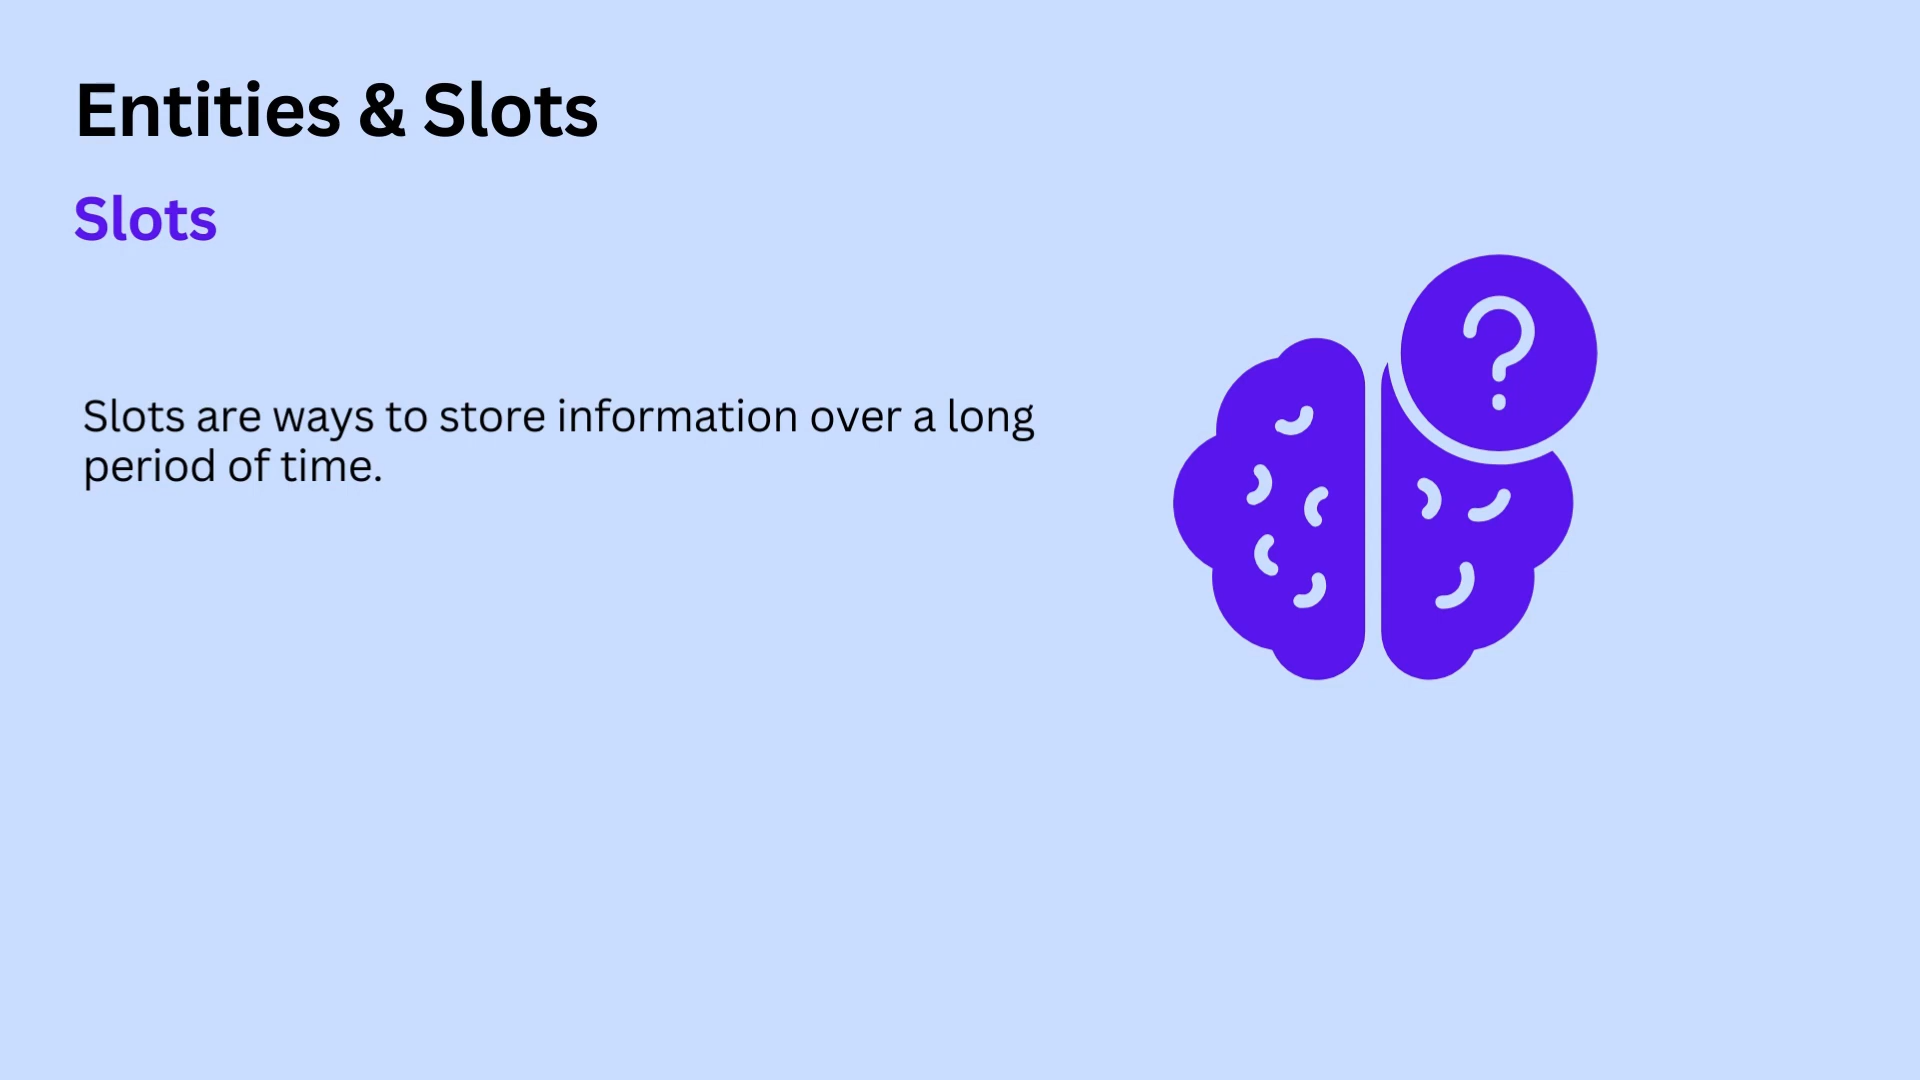 Entities & Slots
Slots
Slots are ways to store information over a long
period of time.
?